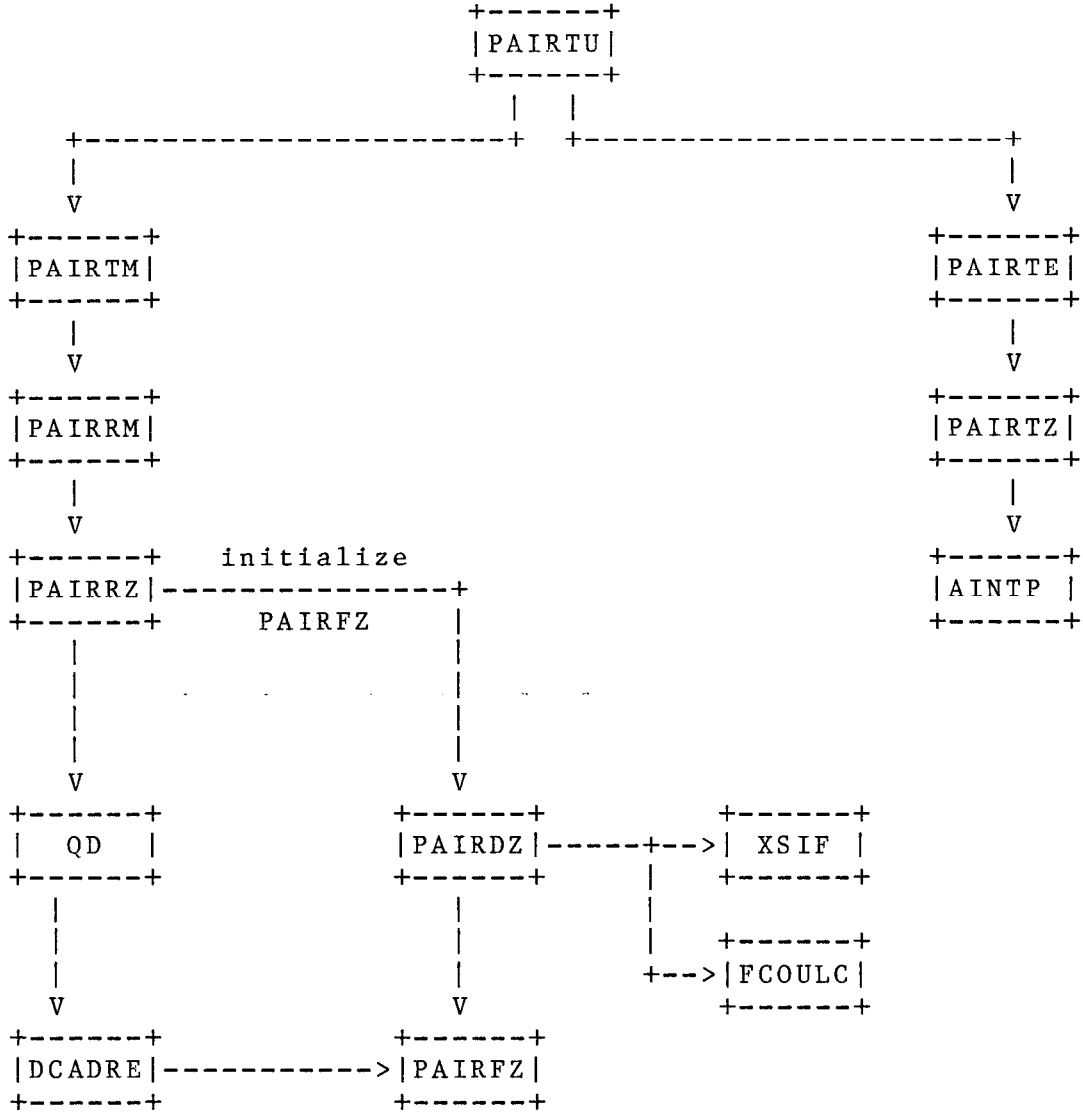 PAIRTU
PAIRTM
PAIRTE
PAIRRM
PAIRTZ
initialize
PAIRRZ
AINTP
PAIRFZ
QD
PAIRDZ
XSIF
FCOULC
DCADRE
PAIRFZ